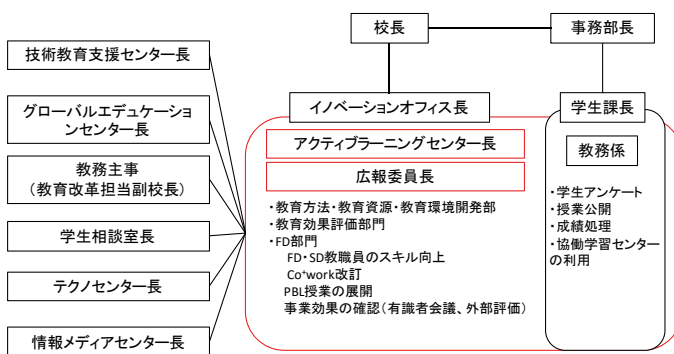 校長
事務部長
技術教育支援センター長
グローバルエデュケーショ
ンセンター長
教務主事
(教育改革担当副校長)
学生相談室長
テクノセンター長
情報メディアセンター長
イノベーションオフィス長
アクティブラーニングセンター長
広報委員長
・教育方法・教育資源・教育環境開発部
・教育効果評価部門
・FD部門
FD・SD教職員のスキル向上
Co⁺work改訂
PBL授業の展開
事業効果の確認(有識者会議、外部評価)
学生課長
教務係
・学生アンケート
・授業公開
・成績処理
・協働学習センター
の利用